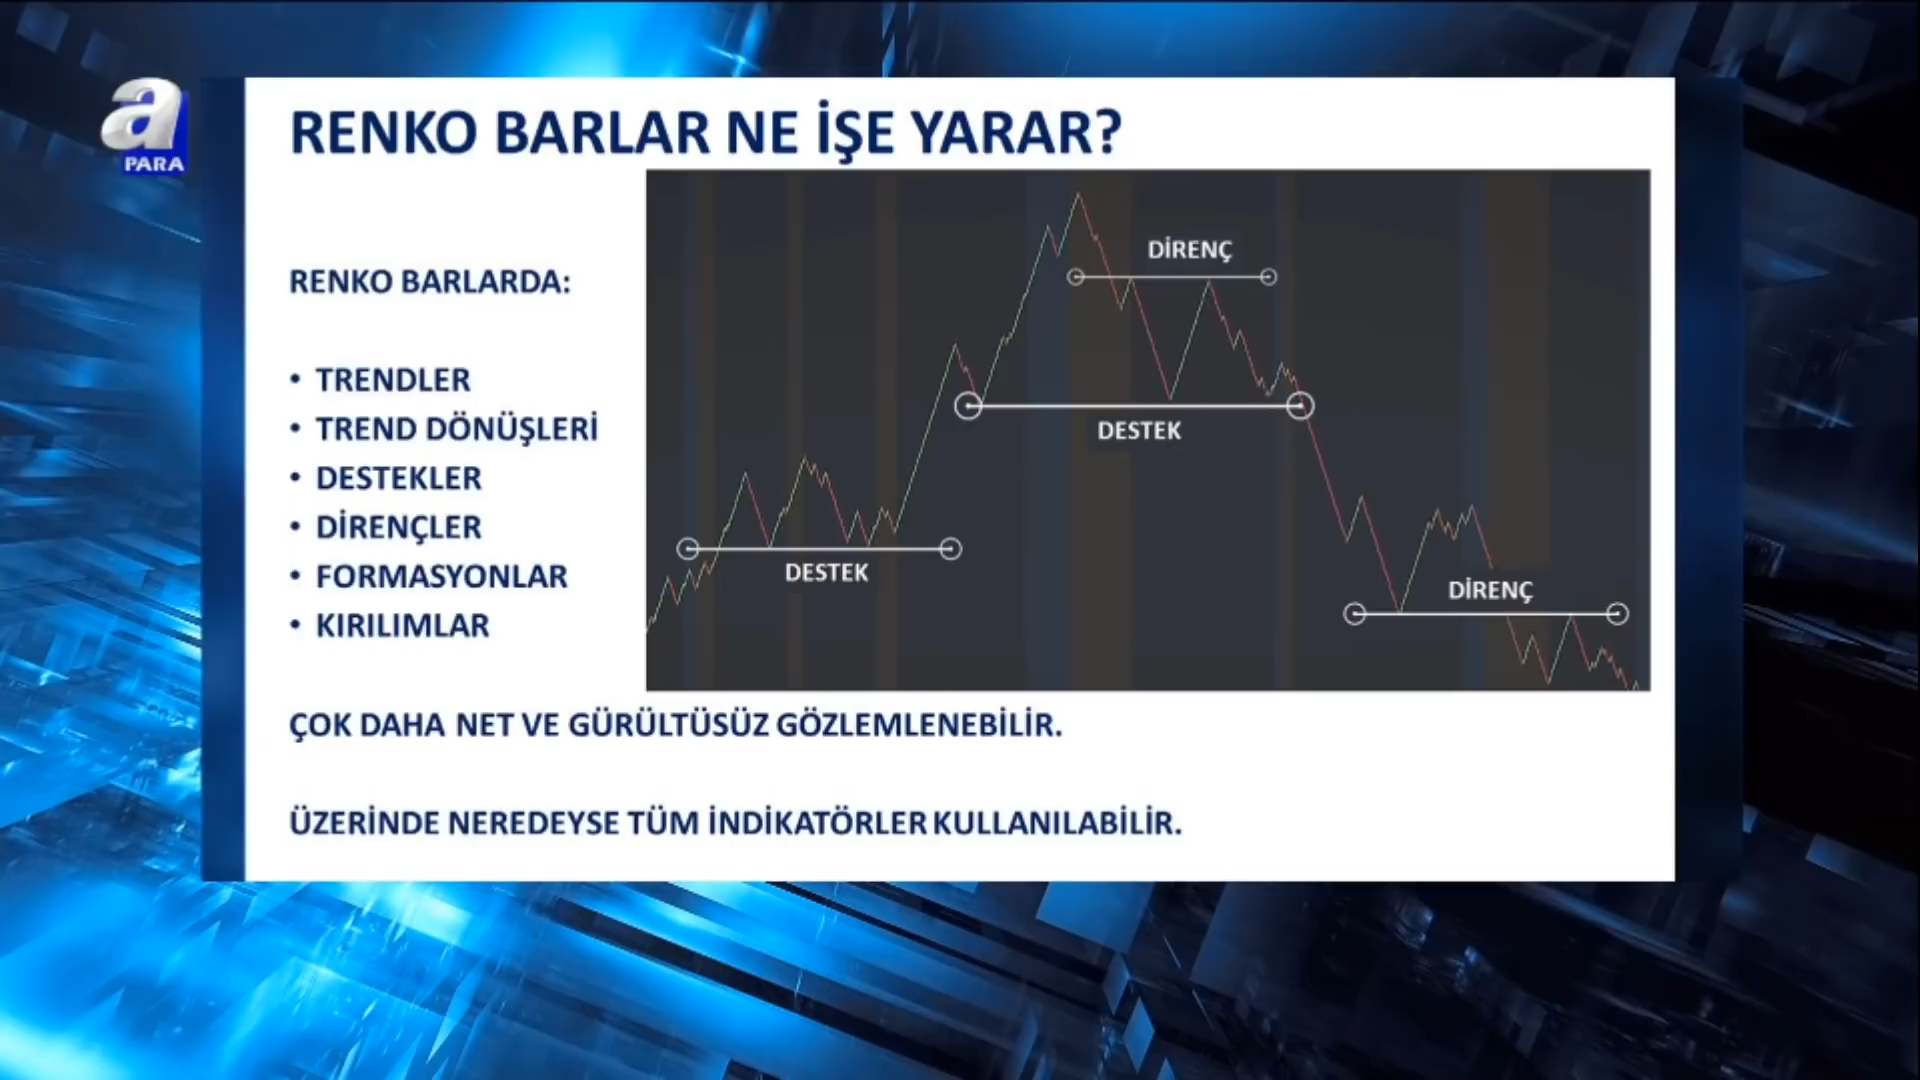 a
PARA
RENKO BARLAR NE İŞE YARAR?
RENKO BARLARDA:
• TRENDLER
• TREND DÖNÜŞLERİ
• DESTEKLER
• DİRENÇLER
• FORMASYONLAR
• KIRILIMLAR
DİRENÇ
DESTEK
DESTEK
DİRENÇ
ÇOK DAHA NET VE GÜRÜLTÜSÜZ GÖZLEMLENEBİLİR.
ÜZERİNDE NEREDEYSE TÜM İNDİKATÖRLER KULLANILABİLİR.